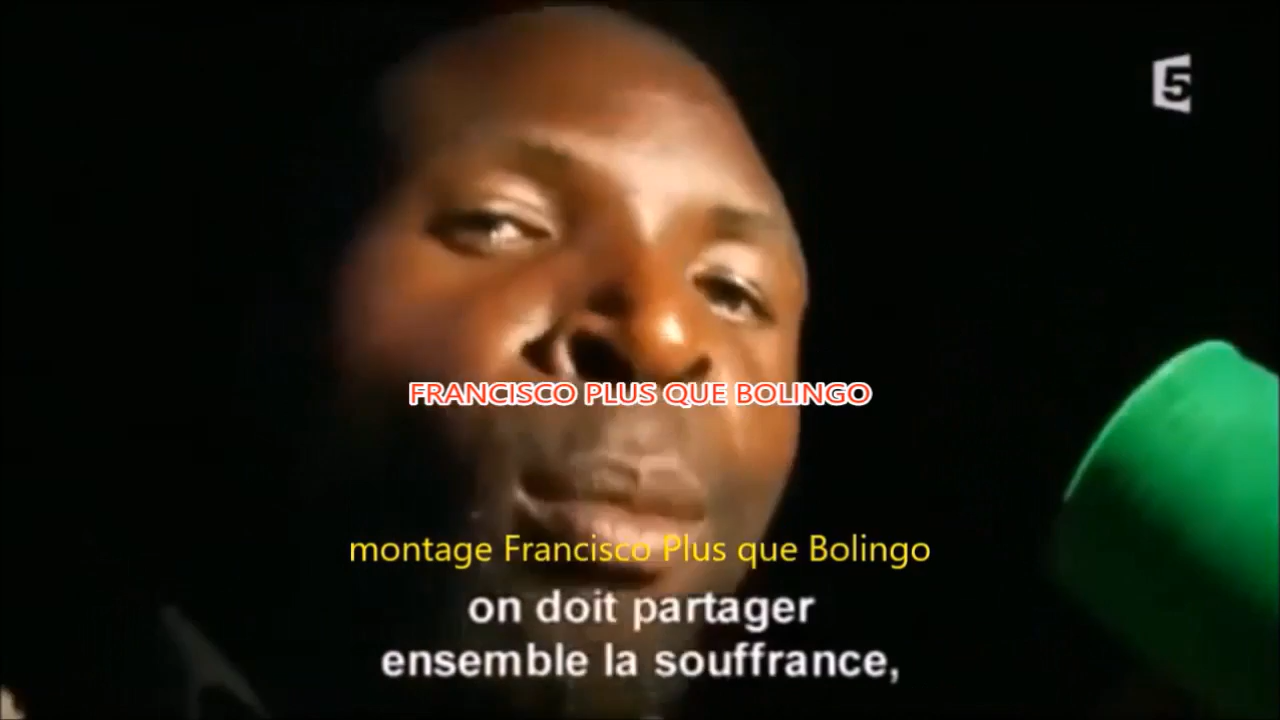 5
FRANCISCO PLUS QUE BOLINGO
montage Francisco Plus que Bolingo
on doit partager
ensemble la souffrance,